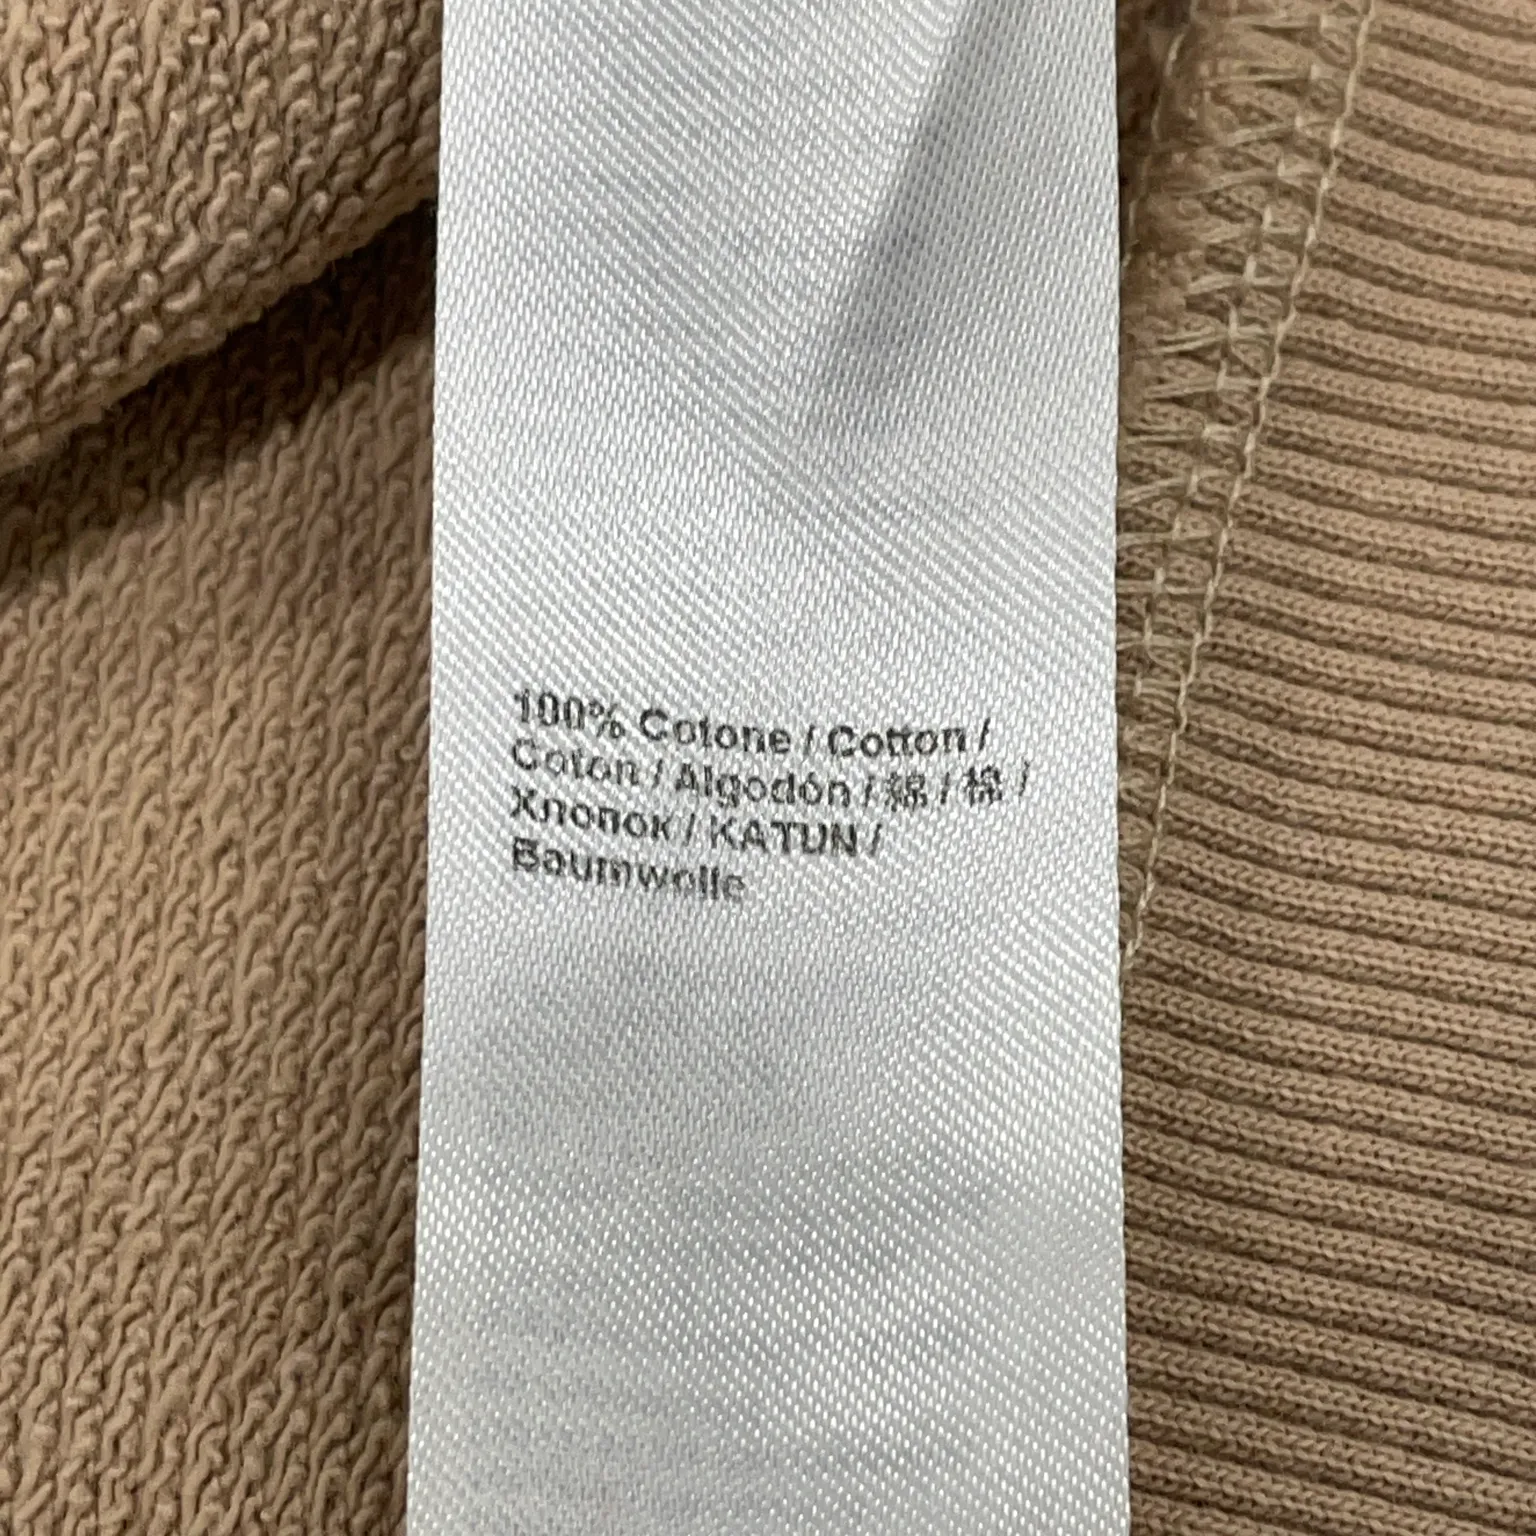 100% Cotone / Cotton /
Coton / Algodón / 綿 / 棉 /
Хлопок / KATUN /
Baumwolle